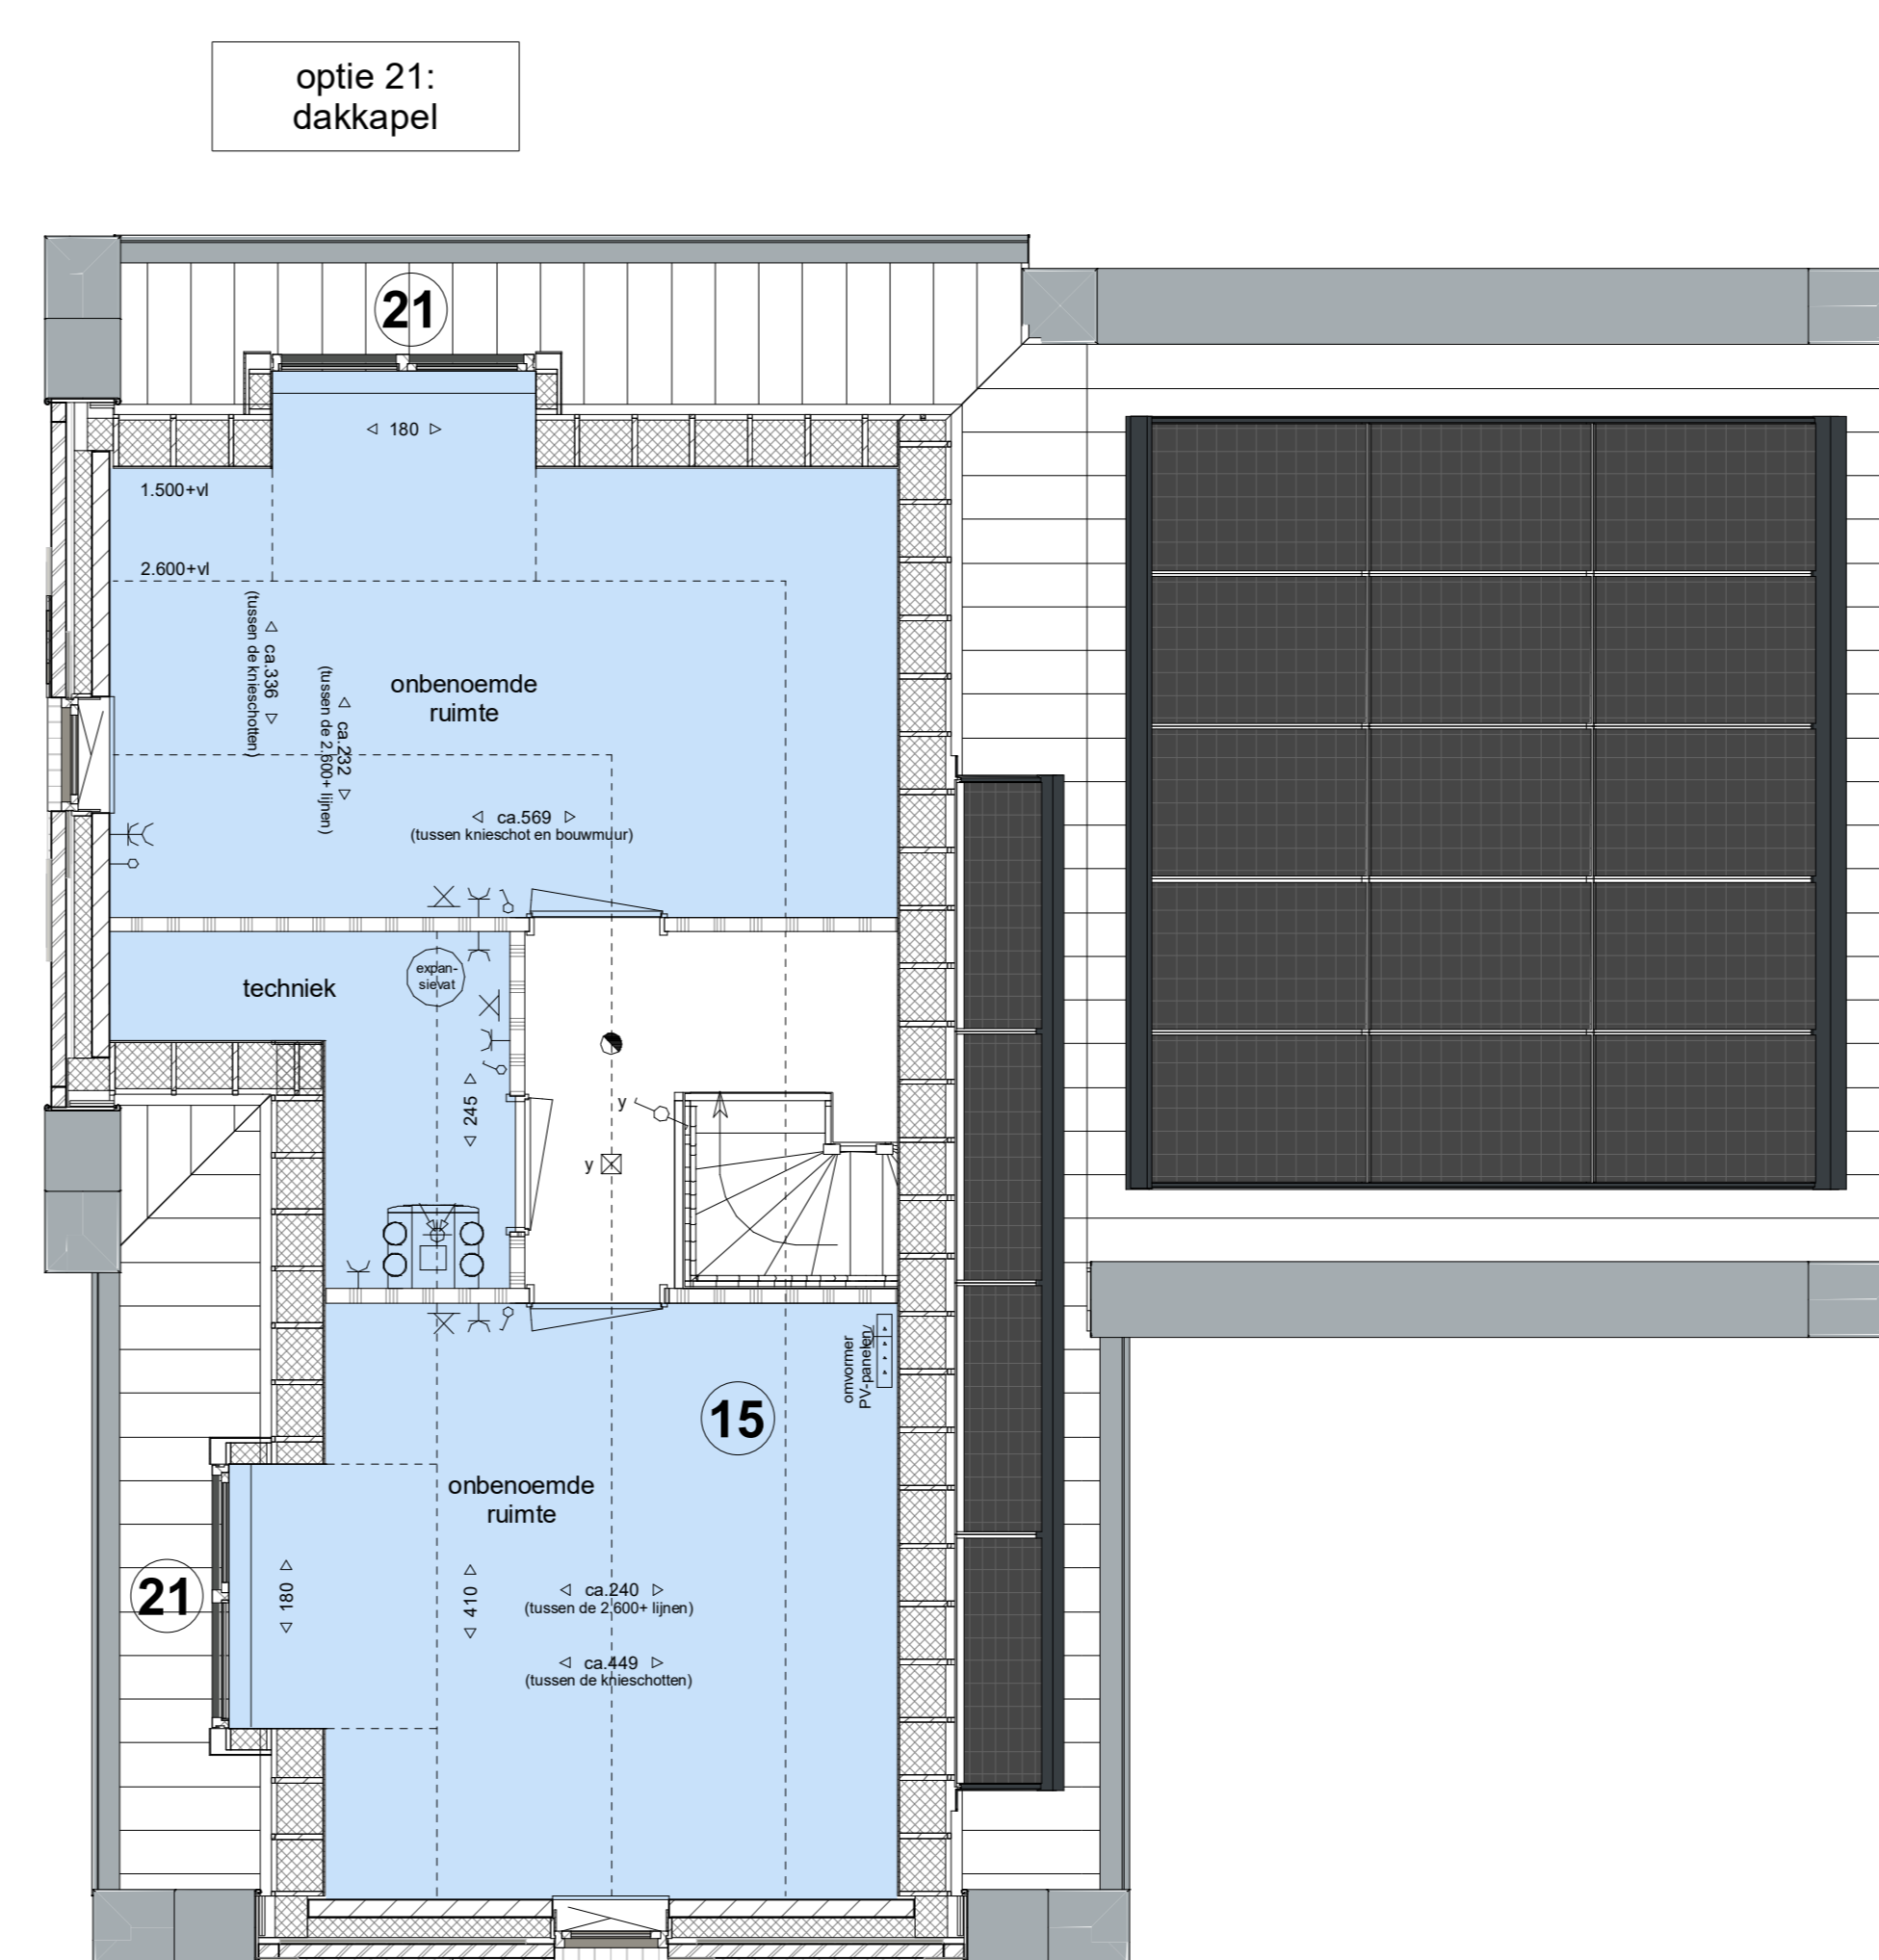 optie 21:
dakkapel
21
180
1.500+vl
2.600+vl
ca.336
(tussen de knieschotten)
ca.232
(tussen de 2.600+ lijnen)
onbenoemde
ruimte
ca.569
(tussen knieschot en bouwmuur)
techniek
expan-
sievat
245
y
y
omvormer
PV-panelen
15
onbenoemde
ruimte
21
180
410
ca.240
(tussen de 2.600+ lijnen)
ca.449
(tussen de knieschotten)